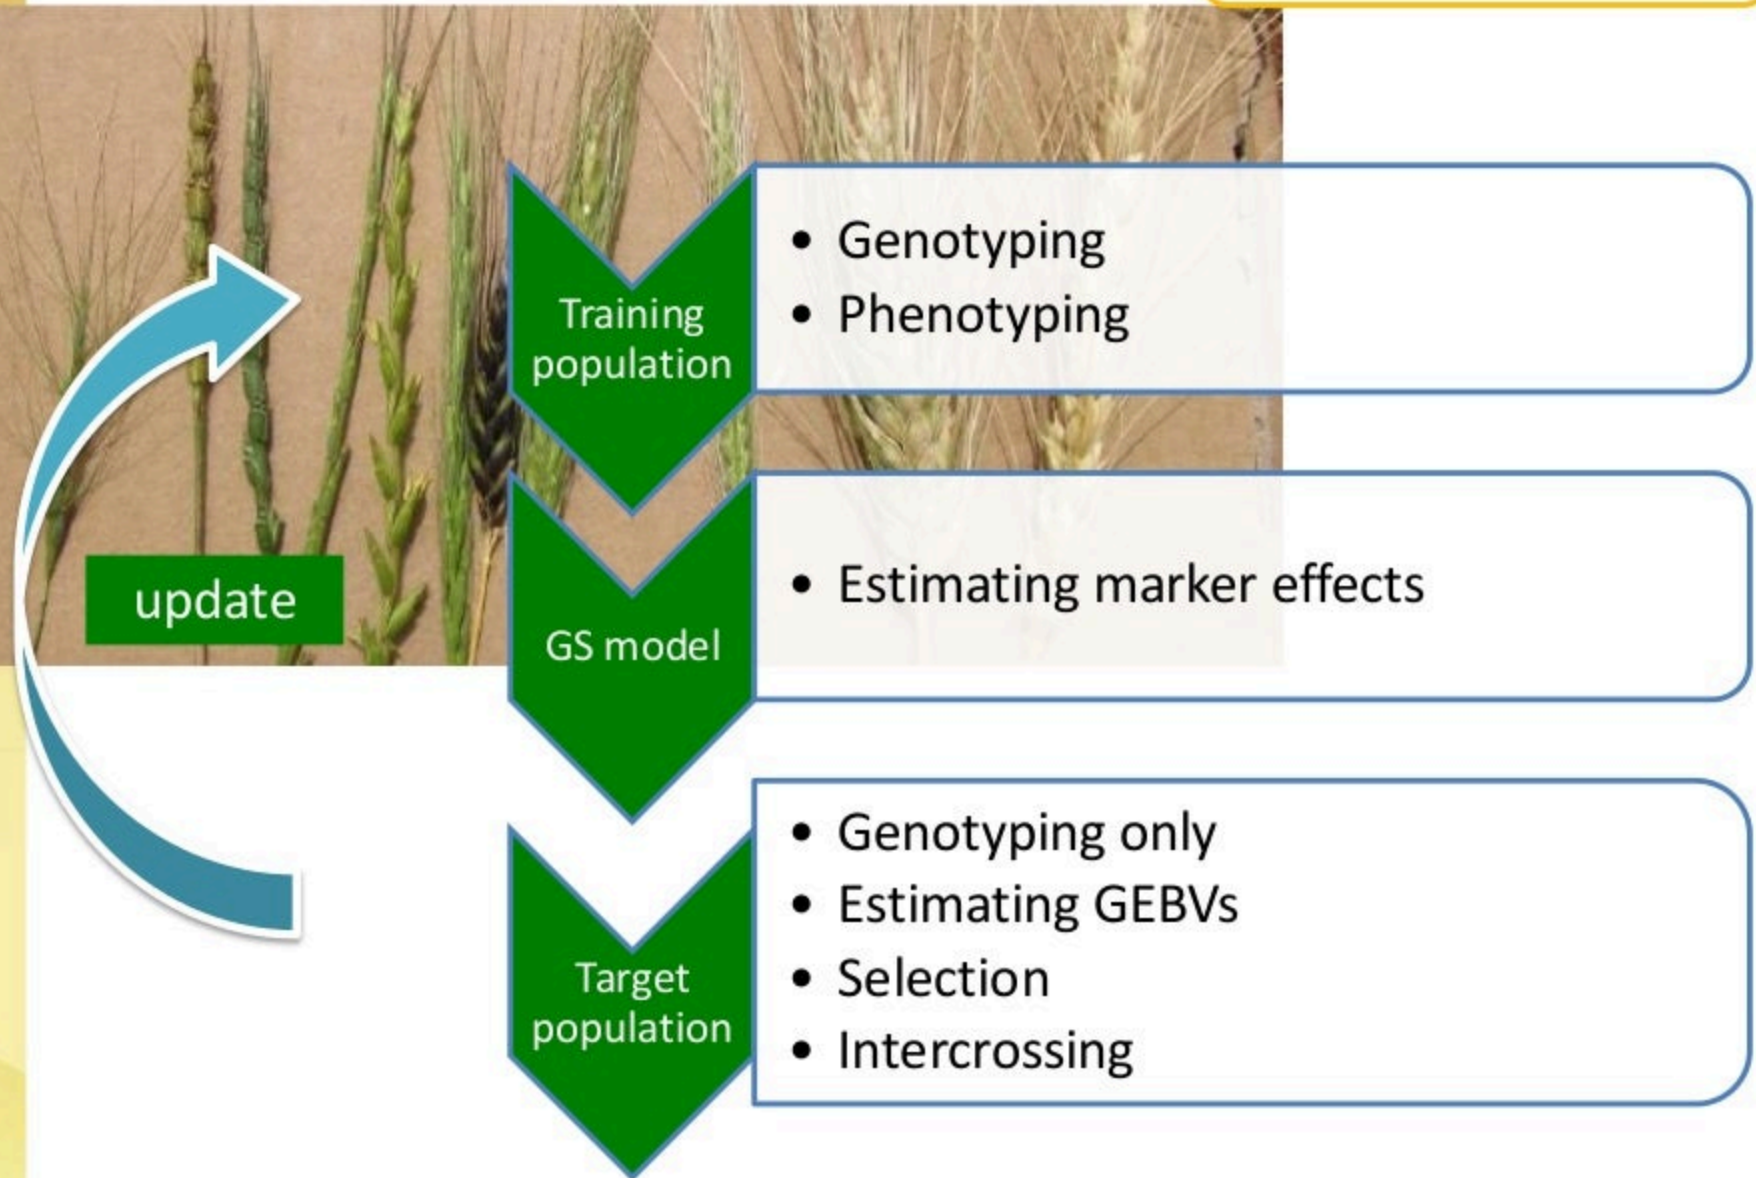 Training
population
• Genotyping
• Phenotyping
update
GS model
• Estimating marker effects
Target
population
• Genotyping only
• Estimating GEBVs
• Selection
• Intercrossing